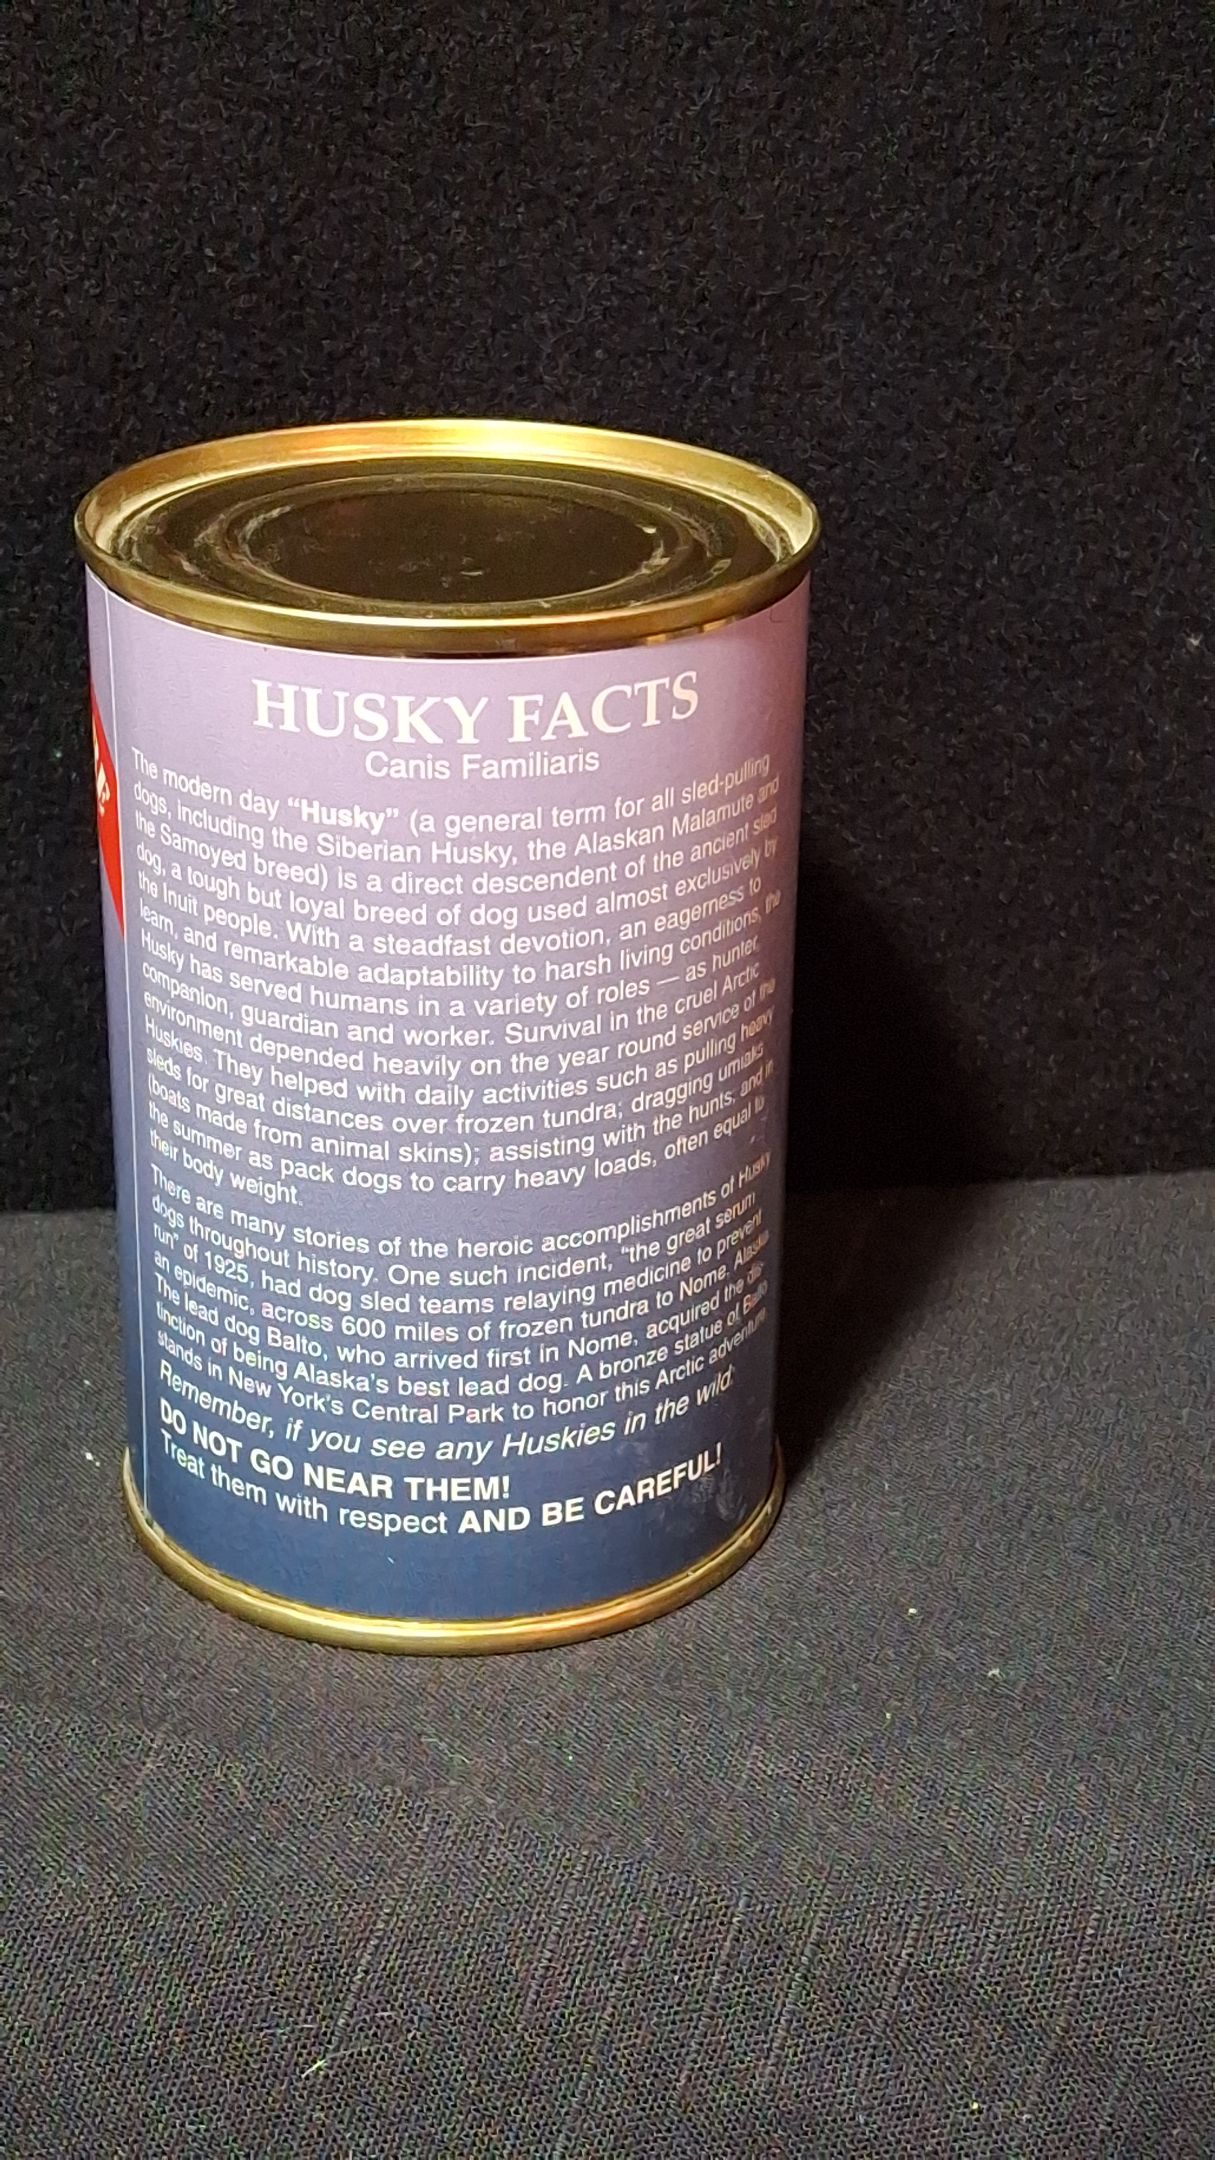 HUSKY FACTS
Canis Familiaris
The modern day “Husky” (a general term for all sled-pulling
dogs, including the Siberian Husky, the Alaskan Malamute and
the Samoyed breed) is a direct descendent of the ancient sled
dog, a tough but loyal breed of dog used almost exclusively by
the Inuit people. With a steadfast devotion, an eagerness to
learn, and remarkable adaptability to harsh living conditions, the
Husky has served humans in a variety of roles — as hunter,
companion, guardian and worker. Survival in the cruel Arctic
environment depended heavily on the year round service of the
Huskies. They helped with daily activities such as pulling heavy
sleds for great distances over frozen tundra; dragging umiaks
(boats made from animal skins); assisting with the hunts, and in
the summer as pack dogs to carry heavy loads, often equal to
their body weight.
There are many stories of the heroic accomplishments of Husky
dogs throughout history. One such incident, “the great serum
run” of 1925, had dog sled teams relaying medicine to prevent
an epidemic, across 600 miles of frozen tundra to Nome, Alaska.
The lead dog Balto, who arrived first in Nome, acquired the dis-
tinction of being Alaska's best lead dog. A bronze statue of Balto
stands in New York's Central Park to honor this Arctic adventure.
Remember, if you see any Huskies in the wild:
DO NOT GO NEAR THEM!
Treat them with respect AND BE CAREFUL!